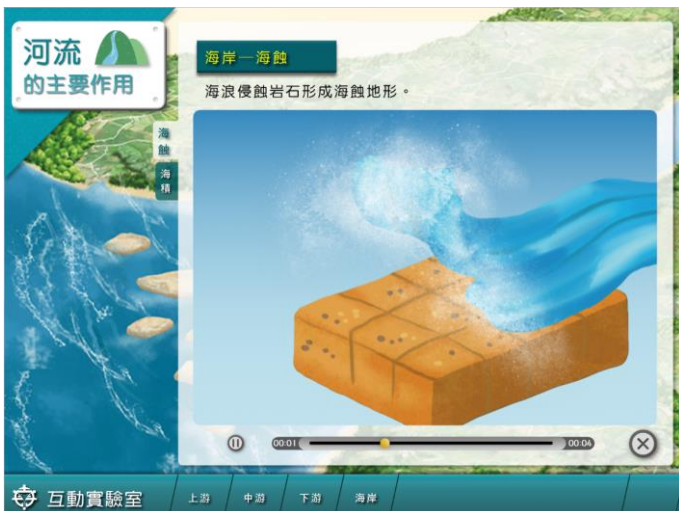 河流
的主要作用
海岸—海蝕
海浪侵蝕岩石形成海蝕地形。
海蝕
海積
00:01
00:04
互動實驗室
上游
中游
下游
海岸